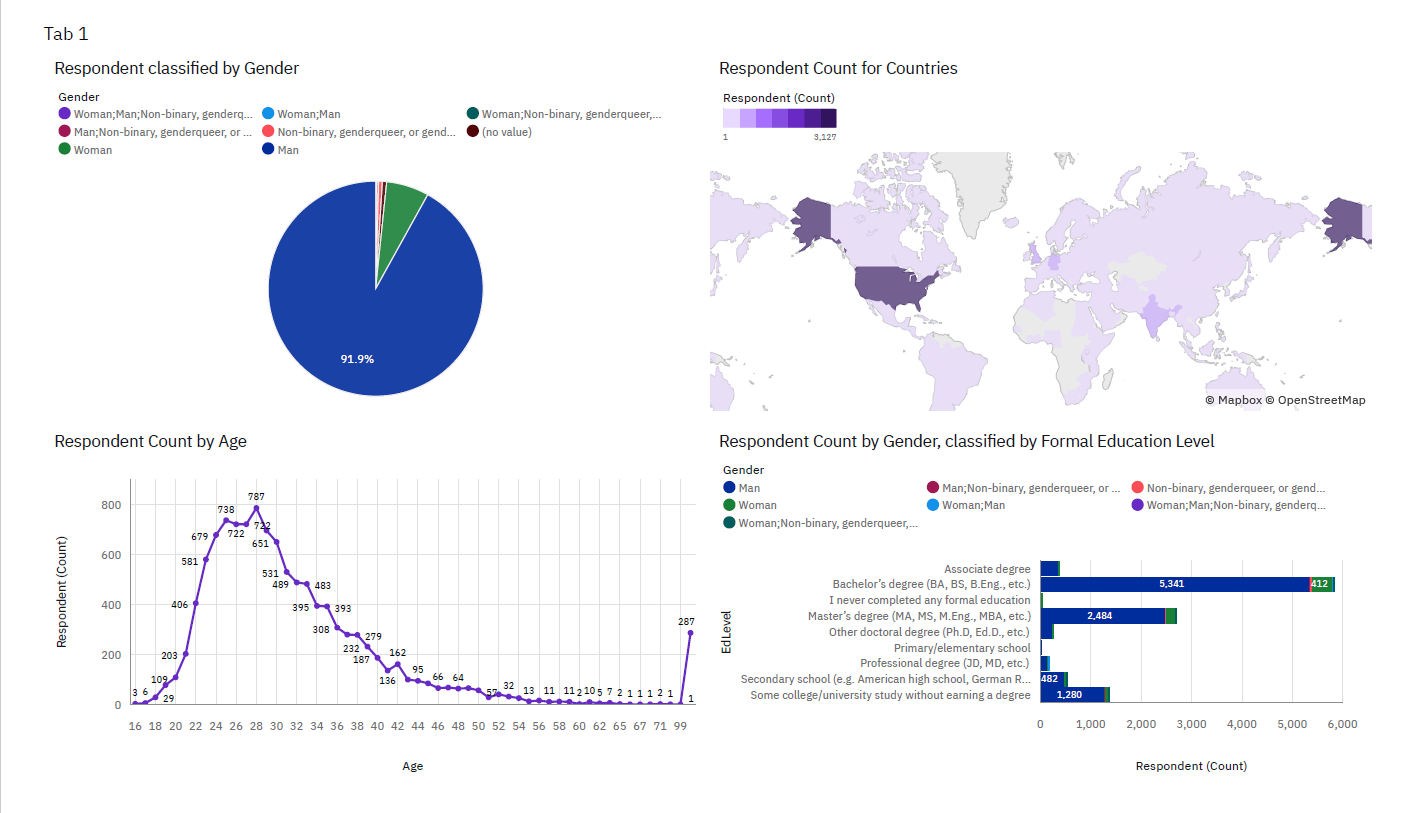 Tab 1
Respondent classified by Gender
Gender
Woman;Man;Non-binary, genderq...
Woman;Man
Woman;Non-binary, genderqueer,...
Man;Non-binary, genderqueer, or ...
Non-binary, genderqueer, or gend...
(no value)
Woman
Man
91.9%
Respondent Count for Countries
Respondent (Count)
1
3,127
© Mapbox © OpenStreetMap
Respondent Count by Age
Respondent (Count)
800
600
400
200
0
3
6
29
109
203
406
581
679
738
722
787
722
651
531
489
483
395
393
308
279
232
187
136
162
95
66
64
57
32
13
11
11
2
10
5
7
2
1
1
1
2
1
1
287
16 18 20 22 24 26 28 30 32 34 36 38 40 42 44 46 48 50 52 54 56 58 60 62 65 67 71 99
Age
Respondent Count by Gender, classified by Formal Education Level
Gender
Man
Man;Non-binary, genderqueer, or ...
Non-binary, genderqueer, or gend...
Woman
Woman;Man
Woman;Man;Non-binary, genderq...
Woman;Non-binary, genderqueer,...
EdLevel
Associate degree
Bachelor's degree (BA, BS, B.Eng., etc.)
5,341
412
I never completed any formal education
Master's degree (MA, MS, M.Eng., MBA, etc.)
2,484
Other doctoral degree (Ph.D, Ed.D., etc.)
Primary/elementary school
Professional degree (JD, MD, etc.)
Secondary school (e.g. American high school, German R...
482
Some college/university study without earning a degree
1,280
0 1,000 2,000 3,000 4,000 5,000 6,000
Respondent (Count)